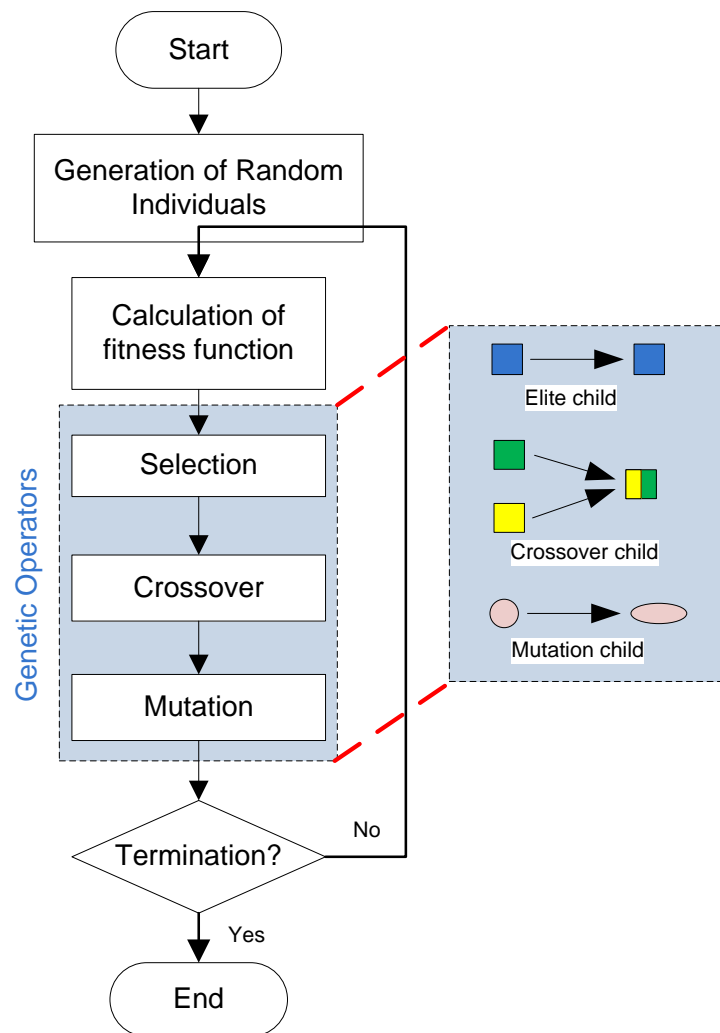 Start
Generation of Random
Individuals
Calculation of
fitness function
Genetic Operators
Selection
Crossover
Mutation
Elite child
Crossover child
Mutation child
Termination?
No
Yes
End